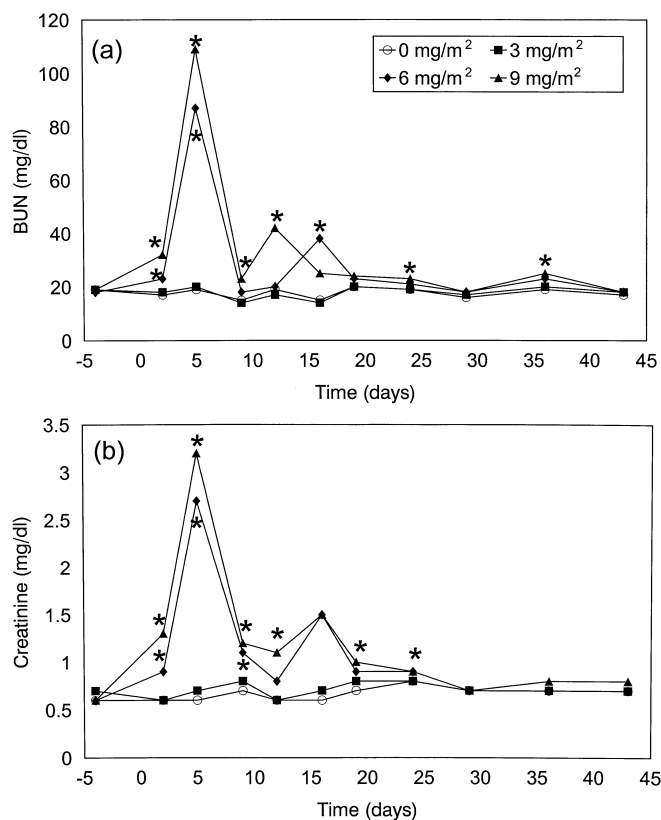 120
(a)
○ 0 mg/m² ■ 3 mg/m²
♦ 6 mg/m² ▲ 9 mg/m²
100
80
60
40
20
0
BUN (mg/dl)
* * * * * * * * *
-5 0 5 10 15 20 25 30 35 40 45
Time (days)
3.5
(b)
3
2.5
2
1.5
1
0.5
0
Creatinine (mg/dl)
* * * * * * * * *
-5 0 5 10 15 20 25 30 35 40 45
Time (days)